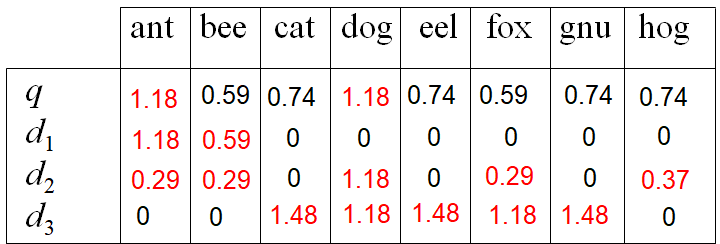 ant bee cat dog eel fox gnu hog
q 1.18 0.59 0.74 1.18 0.74 0.59 0.74 0.74
d1 1.18 0.59 0 0 0 0 0 0
d2 0.29 0.29 0 1.18 0 0.29 0 0.37
d3 0 0 1.48 1.18 1.48 1.18 1.48 0